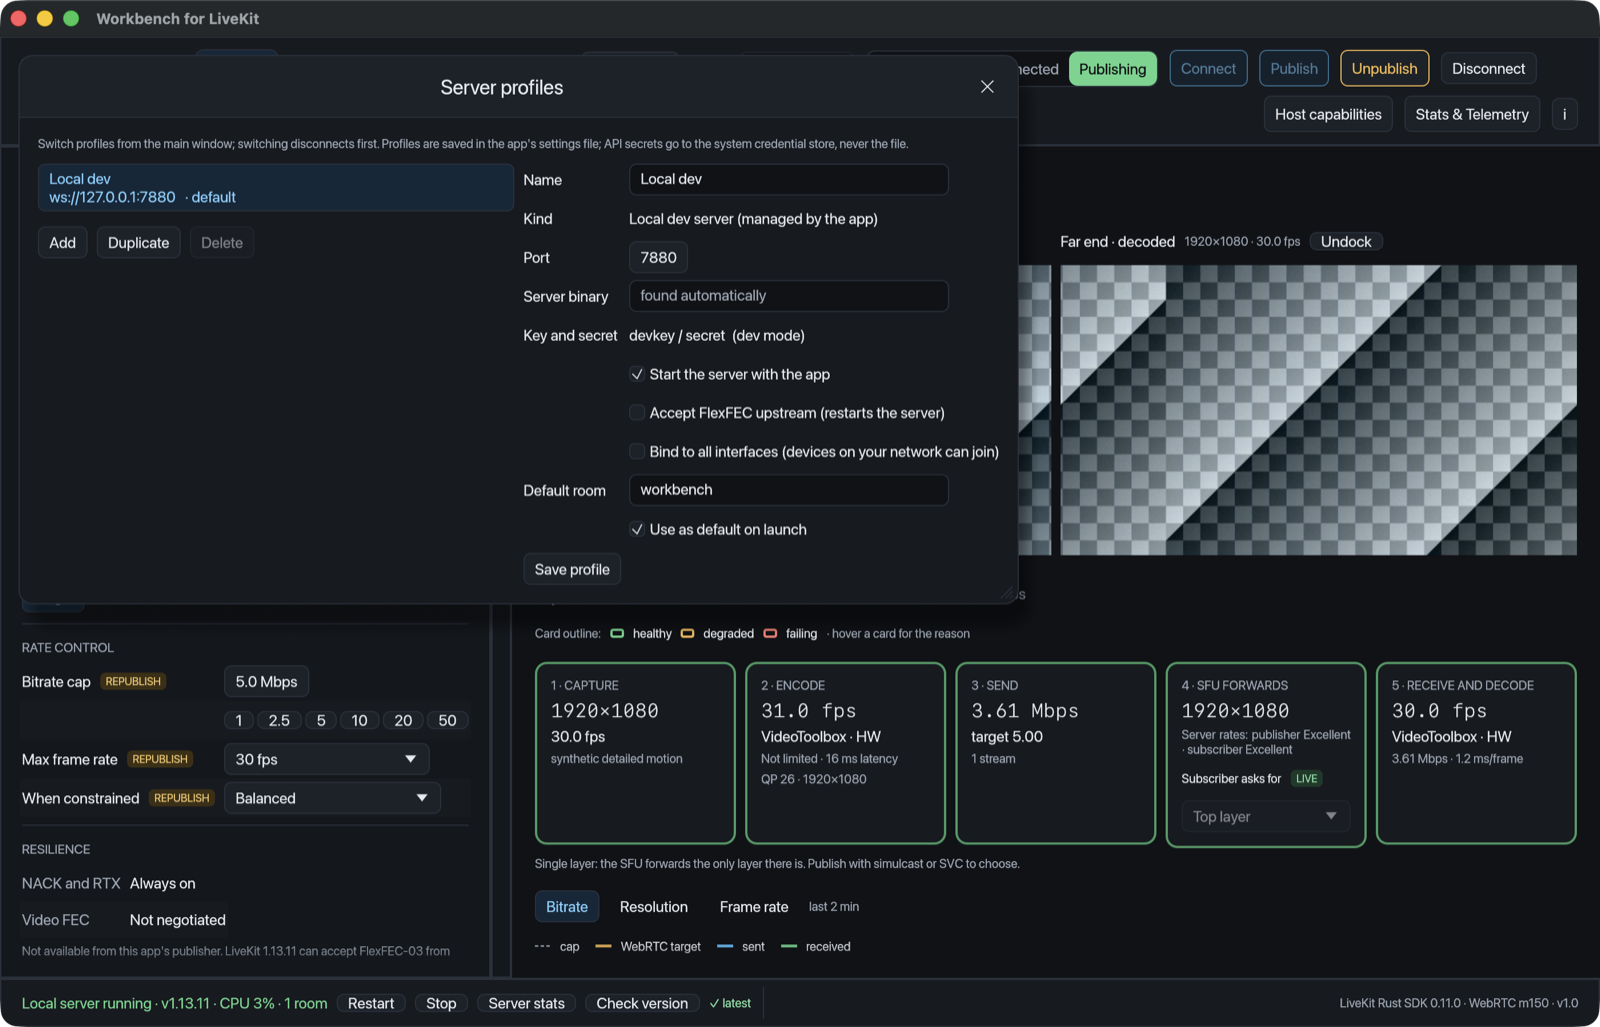 Workbench for LiveKit
Server profiles
Publishing
Connect
Publish
Unpublish
Disconnect
Host capabilities
Stats & Telemetry
i
Switch profiles from the main window; switching disconnects first. Profiles are saved in the app's settings file; API secrets go to the system credential store, never the file.
Local dev
ws://127.0.0.1:7880 · default
Add
Duplicate
Delete
Name
Local dev
Kind
Local dev server (managed by the app)
Port
7880
Server binary
found automatically
Key and secret
devkey / secret (dev mode)
Start the server with the app
Accept FlexFEC upstream (restarts the server)
Bind to all interfaces (devices on your network can join)
Default room
workbench
Use as default on launch
Save profile
Far end · decoded 1920×1080 · 30.0 fps Undock
RATE CONTROL
Bitrate cap REPUBLISH 5.0 Mbps
1 2.5 5 10 20 50
Max frame rate REPUBLISH 30 fps
When constrained REPUBLISH Balanced
RESILIENCE
NACK and RTX Always on
Video FEC Not negotiated
Not available from this app's publisher. LiveKit 1.13.11 can accept FlexFEC-03 from
Card outline: healthy degraded failing · hover a card for the reason
1 · CAPTURE
1920×1080
30.0 fps
synthetic detailed motion
2 · ENCODE
31.0 fps
VideoToolbox · HW
Not limited · 16 ms latency
QP 26 · 1920×1080
3 · SEND
3.61 Mbps
target 5.00
1 stream
4 · SFU FORWARDS
1920×1080
Server rates: publisher Excellent
· subscriber Excellent
Subscriber asks for LIVE
Top layer
5 · RECEIVE AND DECODE
30.0 fps
VideoToolbox · HW
3.61 Mbps · 1.2 ms/frame
Single layer: the SFU forwards the only layer there is. Publish with simulcast or SVC to choose.
Bitrate Resolution Frame rate last 2 min
cap WebRTC target sent received
Local server running · v1.13.11 · CPU 3% · 1 room Restart Stop Server stats Check version ✓ latest
LiveKit Rust SDK 0.11.0 · WebRTC m150 · v1.0